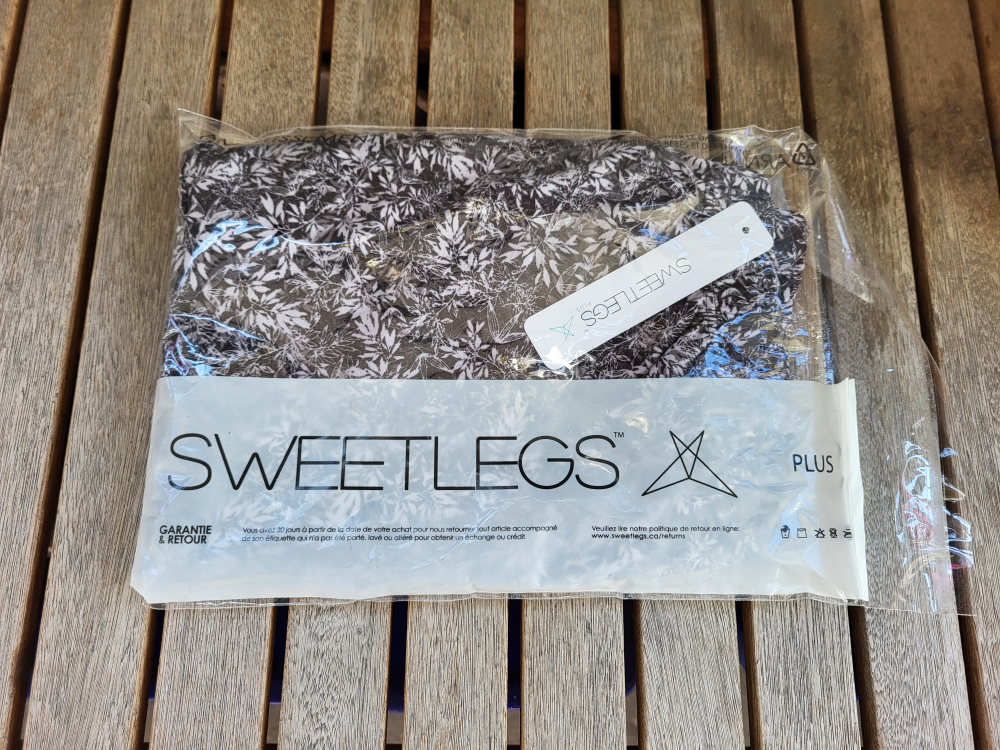 SWEETLEGS
PLUS
SWEETLEGS™
PLUS
GARANTIE
& RETOUR
Vous avez 30 jours à partir de la date de votre achat pour nous retourner tout article accompagné
de son étiquette qui n'a pas été porté, lavé ou altéré pour obtenir un échange ou crédit.
Veuillez lire notre politique de retour en ligne:
www.sweetlegs.ca/returns